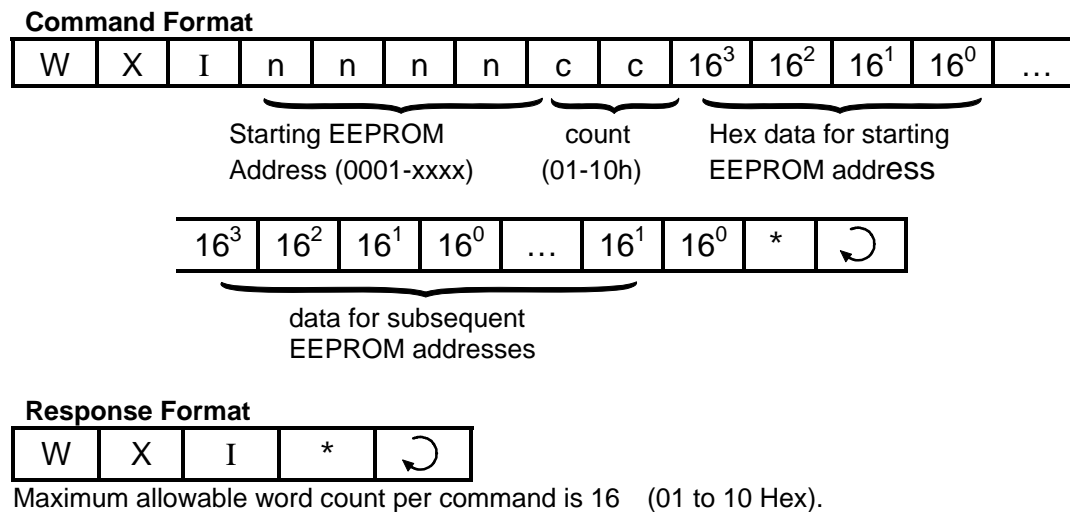 Command Format
W X I n n n n c c 16³ 16² 16¹ 16⁰ …
Starting EEPROM count Hex data for starting
Address (0001-xxxx) (01-10h) EEPROM address
16³ 16² 16¹ 16⁰ … 16¹ 16⁰ *
data for subsequent
EEPROM addresses
Response Format
W X I *
Maximum allowable word count per command is 16 (01 to 10 Hex).